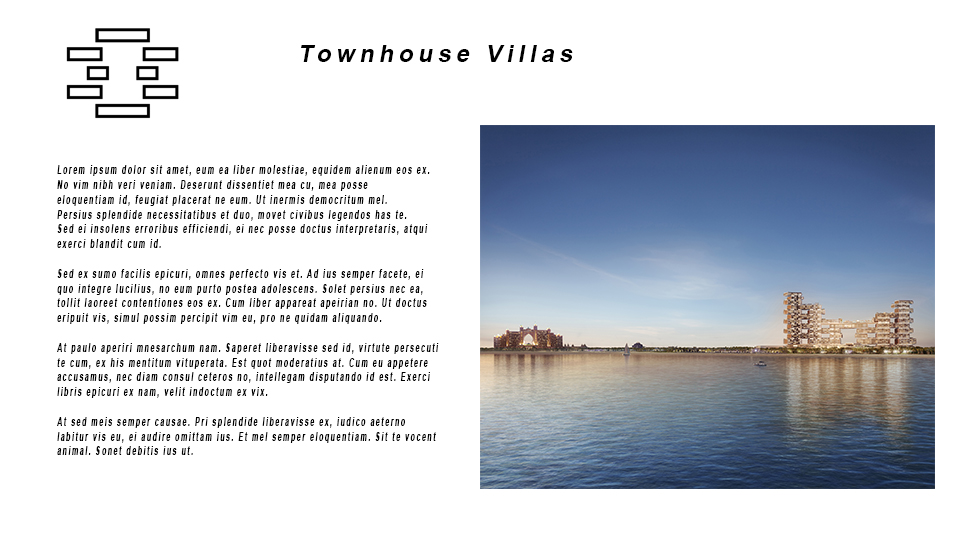 Townhouse Villas
Lorem ipsum dolor sit amet, eum ea liber molestiae, equidem alienum eos ex.
No vim nibh veri veniam. Deserunt dissentiet mea cu, mea posse
eloquentiam id, feugiat placerat ne eum. Ut inermis democritum mel.
Persius splendide necessitatibus et duo, movet civibus legendos has te.
Sed ei insolens erroribus efficiendi, ei nec posse doctus interpretaris, atqui
exerci blandit cum id.
Sed ex sumo facilis epicuri, omnes perfecto vis et. Ad ius semper facete, ei
quo integre lucilius, no eum purto postea adolescens. Solet persius nec ea,
tollit laoreet contentiones eos ex. Cum liber appareat apeirian no. Ut doctus
eripuit vis, simul possim percipit vim eu, pro ne quidam aliquando.
At paulo aperiri mnesarchum nam. Saperet liberavisse sed id, virtute persecuti
te cum, ex his mentitum vituperata. Est quot moderatius at. Cum eu appetere
accusamus, nec diam consul ceteros no, intellegam disputando id est. Exerci
libris epicuri ex nam, velit indoctum ex vix.
At sed meis semper causae. Pri splendide liberavisse ex, iudico aeterno
labitur vis eu, ei audire omittam ius. Et mel semper eloquentiam. Sit te vocent
animal. Sonet debitis ius ut.